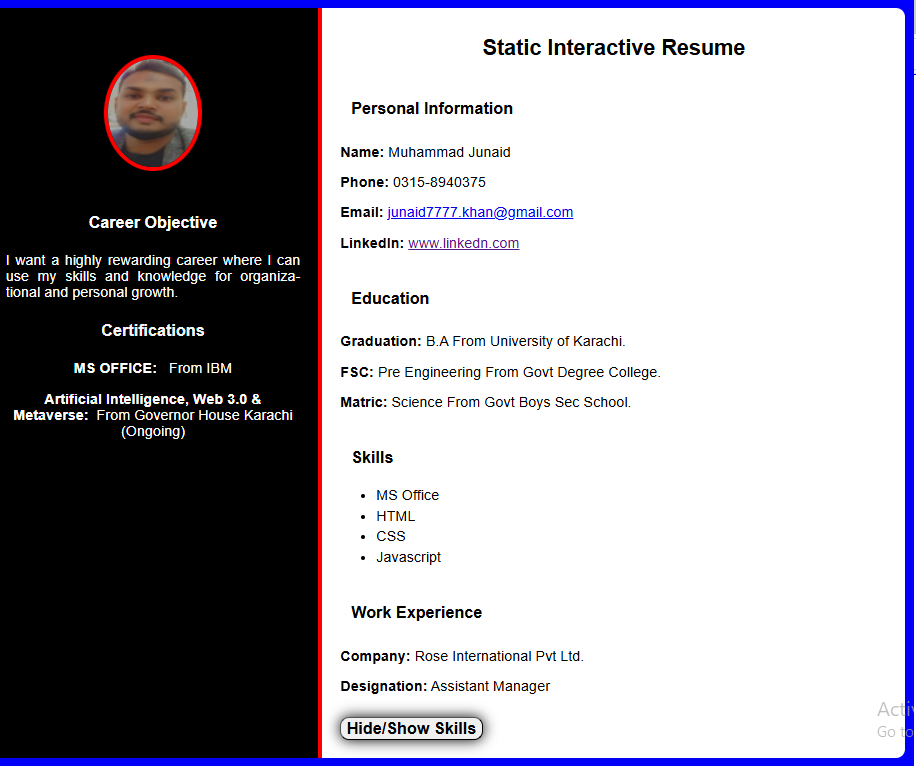 Static Interactive Resume
Career Objective
I want a highly rewarding career where I can
use my skills and knowledge for organiza-
tional and personal growth.
Certifications
MS OFFICE: From IBM
Artificial Intelligence, Web 3.0 &
Metaverse: From Governor House Karachi
(Ongoing)
Personal Information
Name: Muhammad Junaid
Phone: 0315-8940375
Email: junaid7777.khan@gmail.com
LinkedIn: www.linkedn.com
Education
Graduation: B.A From University of Karachi.
FSC: Pre Engineering From Govt Degree College.
Matric: Science From Govt Boys Sec School.
Skills
• MS Office
• HTML
• CSS
• Javascript
Work Experience
Company: Rose International Pvt Ltd.
Designation: Assistant Manager
Hide/Show Skills
Go to